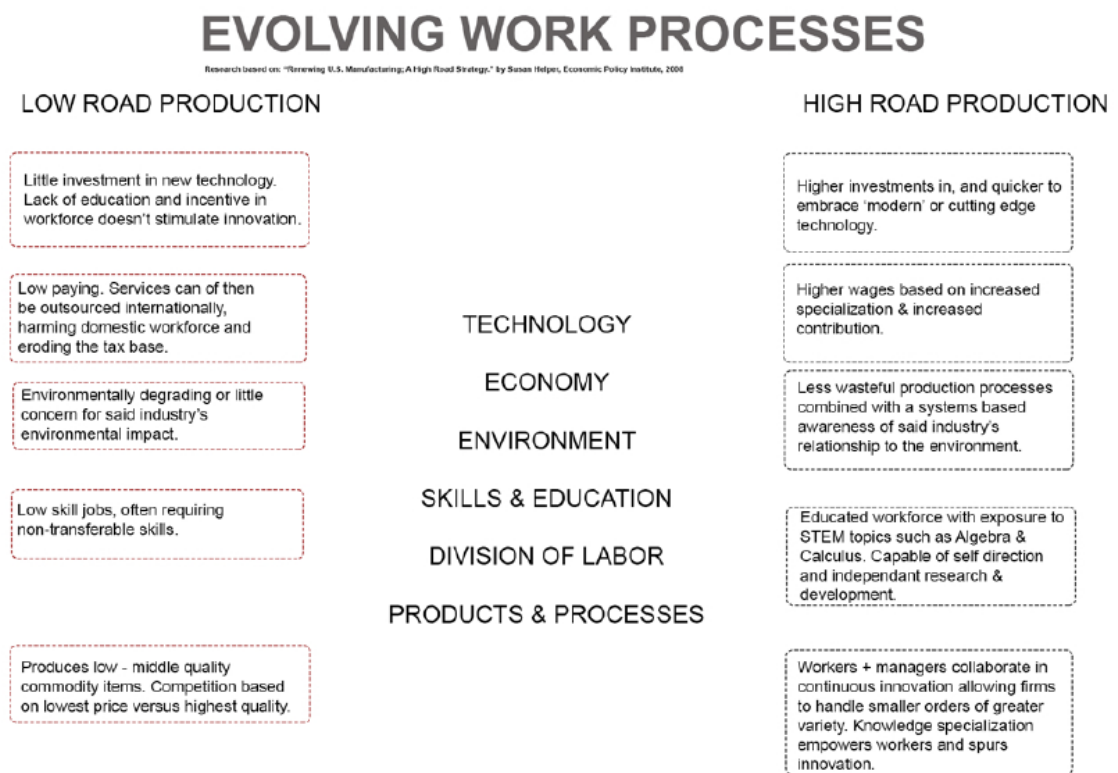 EVOLVING WORK PROCESSES
Research based on: "Renewing U.S. Manufacturing; A High Road Strategy." by Susan Helper, Economic Policy Institute, 2008
LOW ROAD PRODUCTION
HIGH ROAD PRODUCTION
Little investment in new technology.
Lack of education and incentive in
workforce doesn't stimulate innovation.
Low paying. Services can of then
be outsourced internationally,
harming domestic workforce and
eroding the tax base.
Environmentally degrading or little
concern for said industry's
environmental impact.
Low skill jobs, often requiring
non-transferable skills.
Produces low - middle quality
commodity items. Competition based
on lowest price versus highest quality.
TECHNOLOGY
ECONOMY
ENVIRONMENT
SKILLS & EDUCATION
DIVISION OF LABOR
PRODUCTS & PROCESSES
Higher investments in, and quicker to
embrace 'modern' or cutting edge
technology.
Higher wages based on increased
specialization & increased
contribution.
Less wasteful production processes
combined with a systems based
awareness of said industry's
relationship to the environment.
Educated workforce with exposure to
STEM topics such as Algebra &
Calculus. Capable of self direction
and independant research &
development.
Workers + managers collaborate in
continuous innovation allowing firms
to handle smaller orders of greater
variety. Knowledge specialization
empowers workers and spurs
innovation.